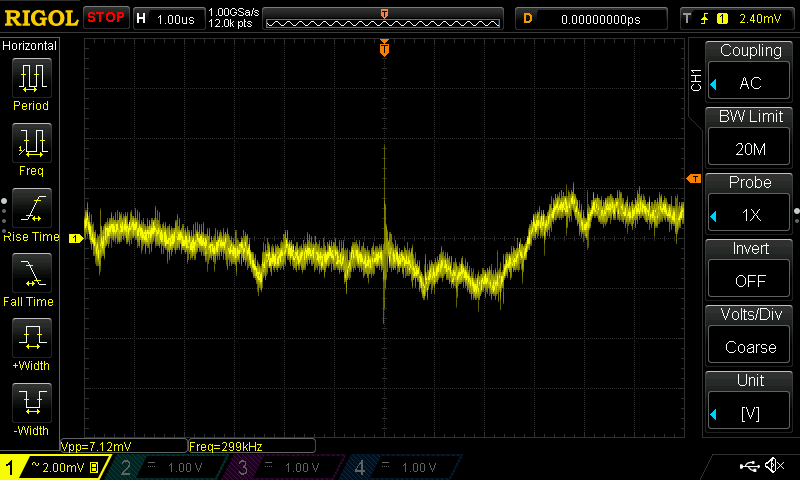 RIGOL STOP H 1.00us 1.00GSa/s 12.0k pts T D 0.00000000ps T 1 2.40mV
Horizontal
Period
Freq
Rise Time
Fall Time
+Width
-Width
T
T
1
CH1
Coupling
AC
BW Limit
20M
Probe
1X
Invert
OFF
Volts/Div
Coarse
Unit
[V]
Vpp=7.12mV Freq=299kHz
1 ~ 2.00mV B 2 1.00 V 3 1.00 V 4 1.00 V